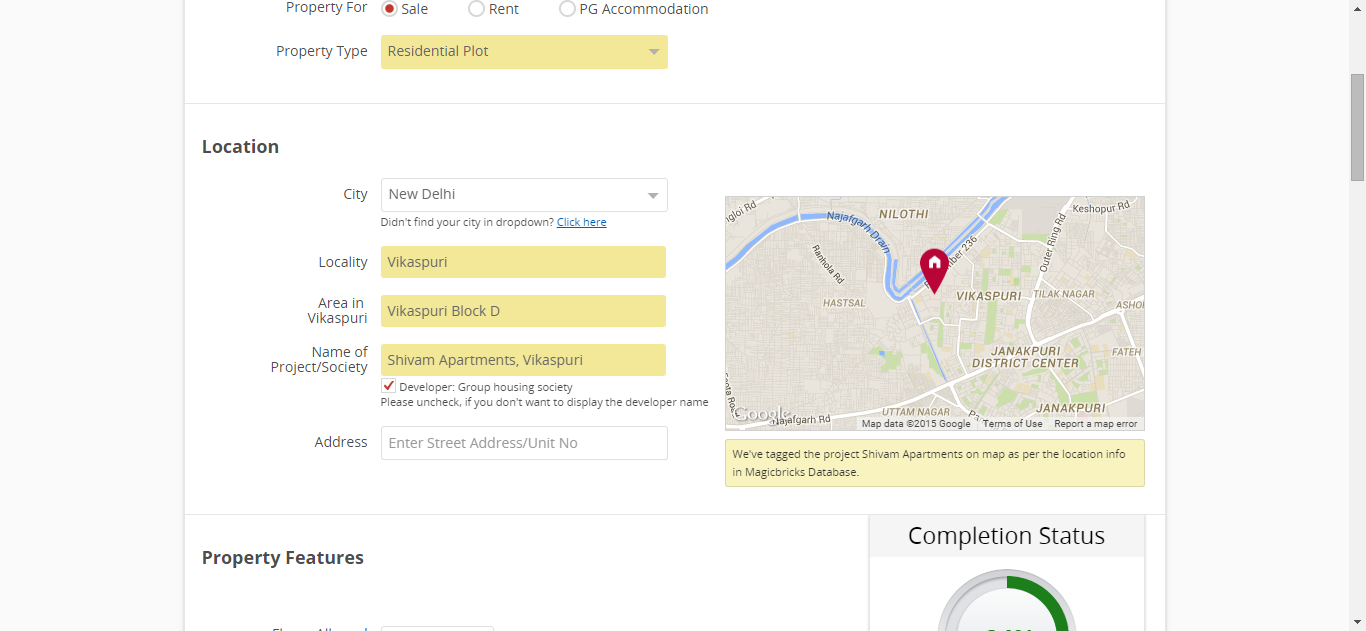 Property For
Sale
Rent
PG Accommodation
Property Type
Residential Plot
Location
City
New Delhi
Didn't find your city in dropdown? Click here
Locality
Vikaspuri
Area in
Vikaspuri
Vikaspuri Block D
Name of
Project/Society
Shivam Apartments, Vikaspuri
Developer: Group housing society
Please uncheck, if you don't want to display the developer name
Address
Enter Street Address/Unit No
Najafgarh Drain
NILOTHI
Keshopur Rd
Outer Ring Rd
236
Ranhola Rd
HASTSAL
VIKASPURI
TILAK NAGAR
JANAKPURI
DISTRICT CENTER
UTTAM NAGAR
JANAKPURI
Najafgarh Rd
Google
Map data ©2015 Google
Terms of Use
Report a map error
We've tagged the project Shivam Apartments on map as per the location info
in Magicbricks Database.
Property Features
Completion Status